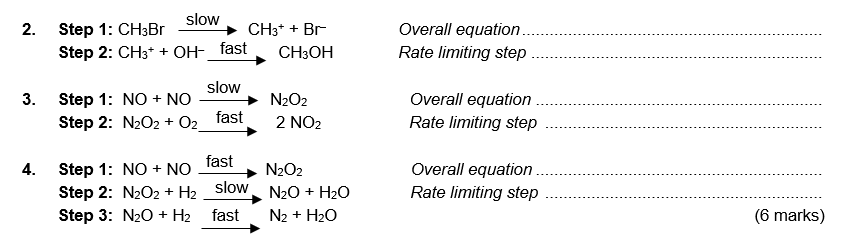 2. Step 1: CH₃Br slow CH₃⁺ + Br⁻ Overall equation........................................................................
Step 2: CH₃⁺ + OH⁻ fast CH₃OH Rate limiting step ......................................................................
3. Step 1: NO + NO slow N₂O₂ Overall equation .....................................................................
Step 2: N₂O₂ + O₂ fast 2 NO₂ Rate limiting step ...................................................................
4. Step 1: NO + NO fast N₂O₂ Overall equation.....................................................................
Step 2: N₂O₂ + H₂ slow N₂O + H₂O Rate limiting step ...................................................................
Step 3: N₂O + H₂ fast N₂ + H₂O (6 marks)